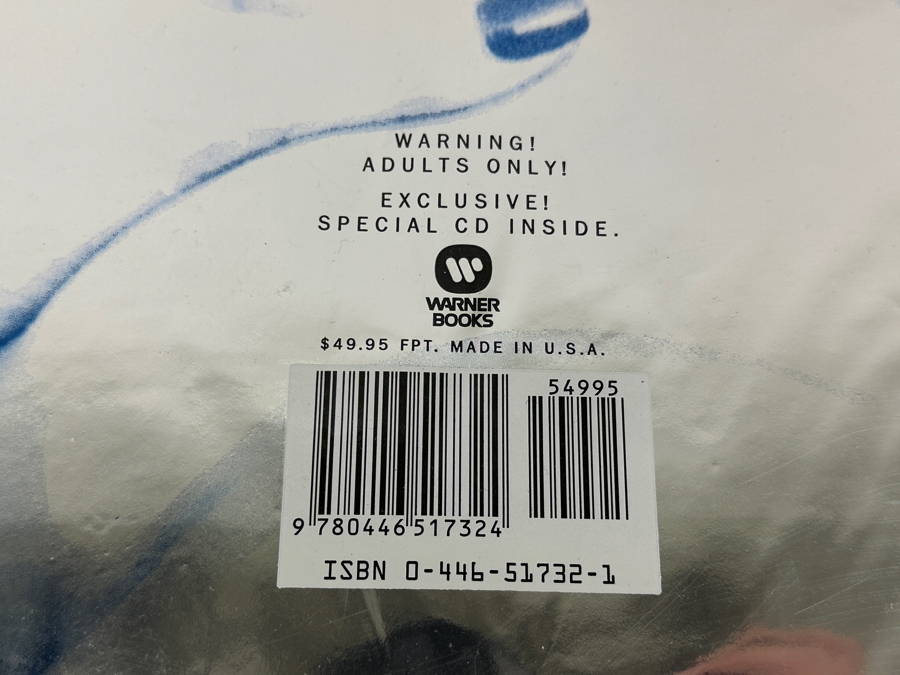 WARNING!
ADULTS ONLY!
EXCLUSIVE!
SPECIAL CD INSIDE.
WARNER
BOOKS
$49.95 FPT. MADE IN U.S.A.
54995
9 780446 517324
ISBN 0-446-51732-1